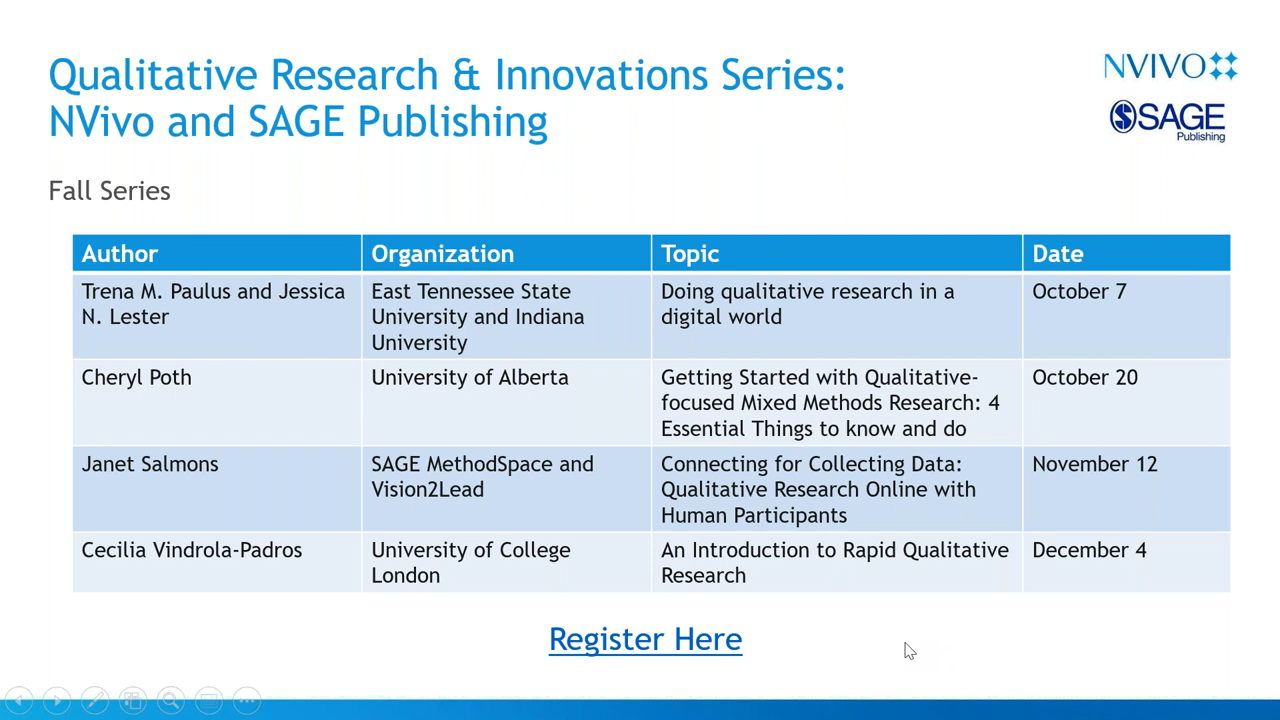 Qualitative Research & Innovations Series:
NVivo and SAGE Publishing
NVIVO
SAGE
Publishing
Fall Series
Author
Organization
Topic
Date
Trena M. Paulus and Jessica
N. Lester
East Tennessee State
University and Indiana
University
Doing qualitative research in a
digital world
October 7
Cheryl Poth
University of Alberta
Getting Started with Qualitative-
focused Mixed Methods Research: 4
Essential Things to know and do
October 20
Janet Salmons
SAGE MethodSpace and
Vision2Lead
Connecting for Collecting Data:
Qualitative Research Online with
Human Participants
November 12
Cecilia Vindrola-Padros
University of College
London
An Introduction to Rapid Qualitative
Research
December 4
Register Here